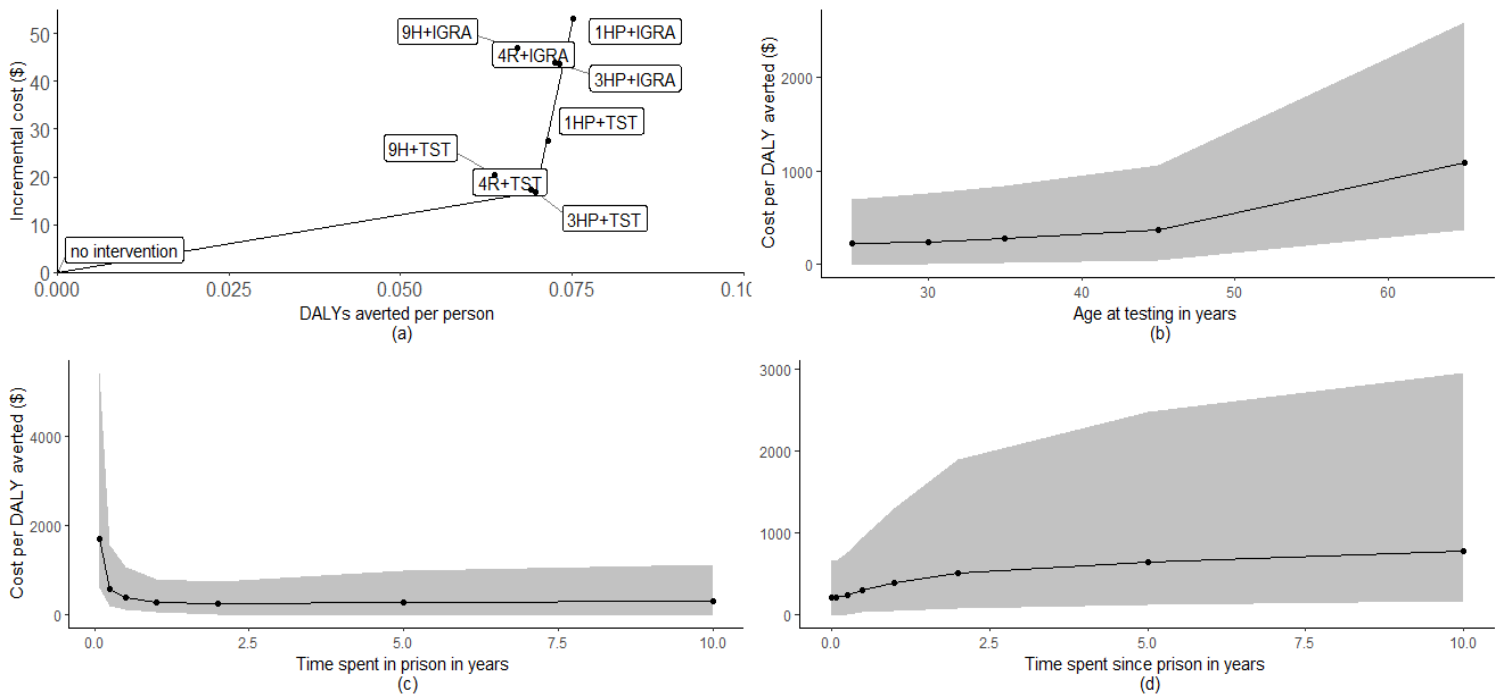 50
40
30
20
10
0
Incremental cost ($)
9H+IGRA
1HP+IGRA
4R+IGRA
3HP+IGRA
1HP+TST
9H+TST
4R+TST
3HP+TST
no intervention
0.000
0.025
0.050
0.075
0.10
DALYs averted per person
(a)
2000
1000
0
Cost per DALY averted ($)
30
40
50
60
Age at testing in years
(b)
4000
2000
0
Cost per DALY averted ($)
0.0
2.5
5.0
7.5
10.0
Time spent in prison in years
(c)
3000
2000
1000
0
Cost per DALY averted ($)
0.0
2.5
5.0
7.5
10.0
Time spent since prison in years
(d)